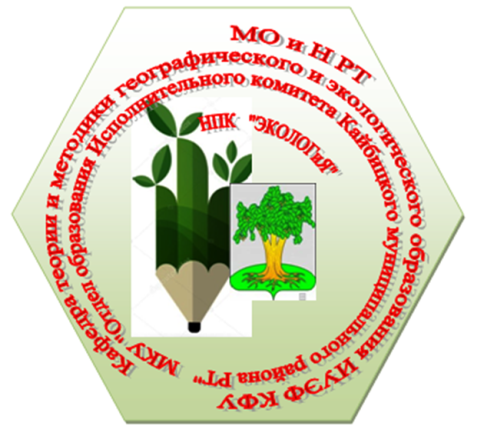 МО и Н РТ
Кафедра теории и методики географического и экологического образования ИУЭФ КФУ
МКУ "Отдел образования Исполнительного комитета Кайбицкого муниципального района РТ"
НПК "ЭКОЛОГиЯ"